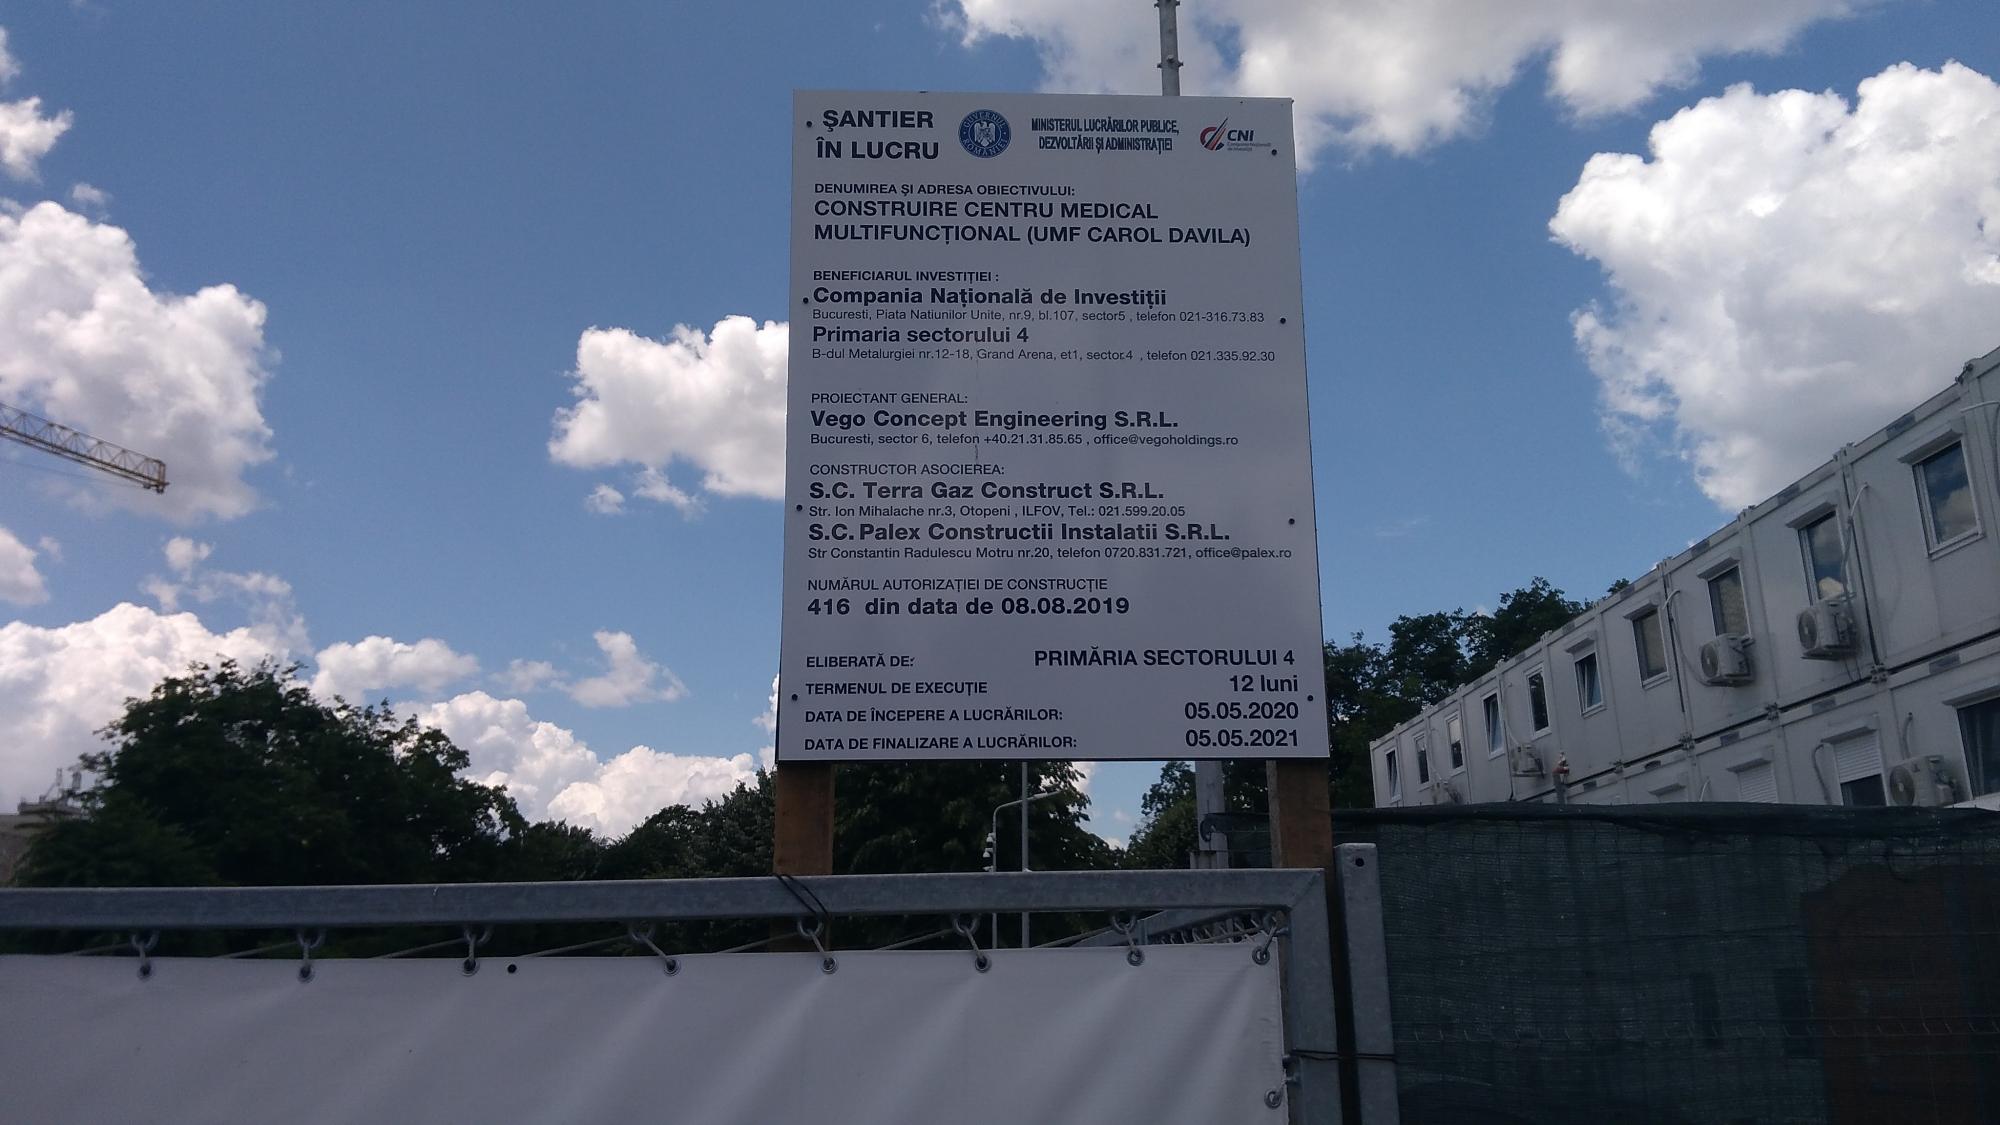 ŞANTIER
ÎN LUCRU
GUVERNUL ROMÂNIEI
MINISTERUL LUCRĂRILOR PUBLICE,
DEZVOLTĂRII ŞI ADMINISTRAŢIEI
CNI
Compania Naţională
de Investiţii
DENUMIREA ŞI ADRESA OBIECTIVULUI:
CONSTRUIRE CENTRU MEDICAL
MULTIFUNCŢIONAL (UMF CAROL DAVILA)
BENEFICIARUL INVESTIŢIEI :
Compania Naţională de Investiţii
Bucuresti, Piata Natiunilor Unite, nr.9, bl.107, sector5 , telefon 021-316.73.83
Primaria sectorului 4
B-dul Metalurgiei nr.12-18, Grand Arena, et1, sector.4 , telefon 021.335.92.30
PROIECTANT GENERAL:
Vego Concept Engineering S.R.L.
Bucuresti, sector 6, telefon +40.21.31.85.65 , office@vegoholdings.ro
CONSTRUCTOR ASOCIEREA:
S.C. Terra Gaz Construct S.R.L.
Str. Ion Mihalache nr.3, Otopeni , ILFOV, Tel.: 021.599.20.05
S.C. Palex Constructii Instalatii S.R.L.
Str Constantin Radulescu Motru nr.20, telefon 0720.831.721, office@palex.ro
NUMĂRUL AUTORIZAŢIEI DE CONSTRUCŢIE
416 din data de 08.08.2019
ELIBERATĂ DE: PRIMĂRIA SECTORULUI 4
TERMENUL DE EXECUŢIE 12 luni
DATA DE ÎNCEPERE A LUCRĂRILOR: 05.05.2020
DATA DE FINALIZARE A LUCRĂRILOR: 05.05.2021